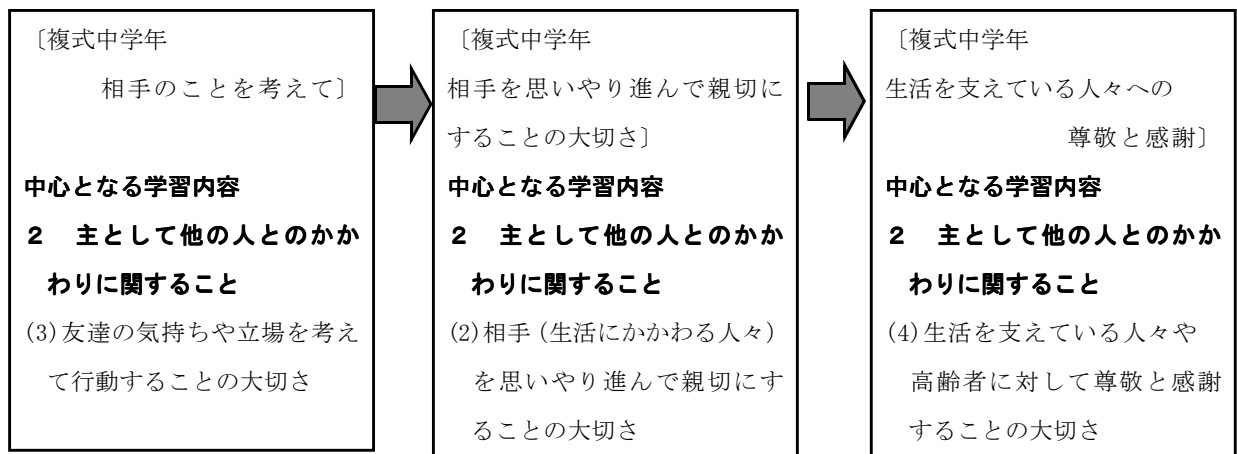 〔複式中学年
相手のことを考えて〕
中心となる学習内容
２　主として他の人とのかか
わりに関すること
(3)友達の気持ちや立場を考え
て行動することの大切さ
〔複式中学年
相手を思いやり進んで親切に
することの大切さ〕
中心となる学習内容
２　主として他の人とのかか
わりに関すること
(2)相手(生活にかかわる人々)
を思いやり進んで親切にす
ることの大切さ
〔複式中学年
生活を支えている人々への
尊敬と感謝〕
中心となる学習内容
２　主として他の人とのかか
わりに関すること
(4)生活を支えている人々や
高齢者に対して尊敬と感謝
することの大切さ